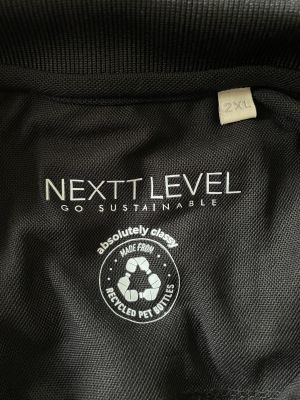 2XL
NEXTT LEVEL
GO SUSTAINABLE
absolutely classy
MADE FROM
RECYCLED PET BOTTLES